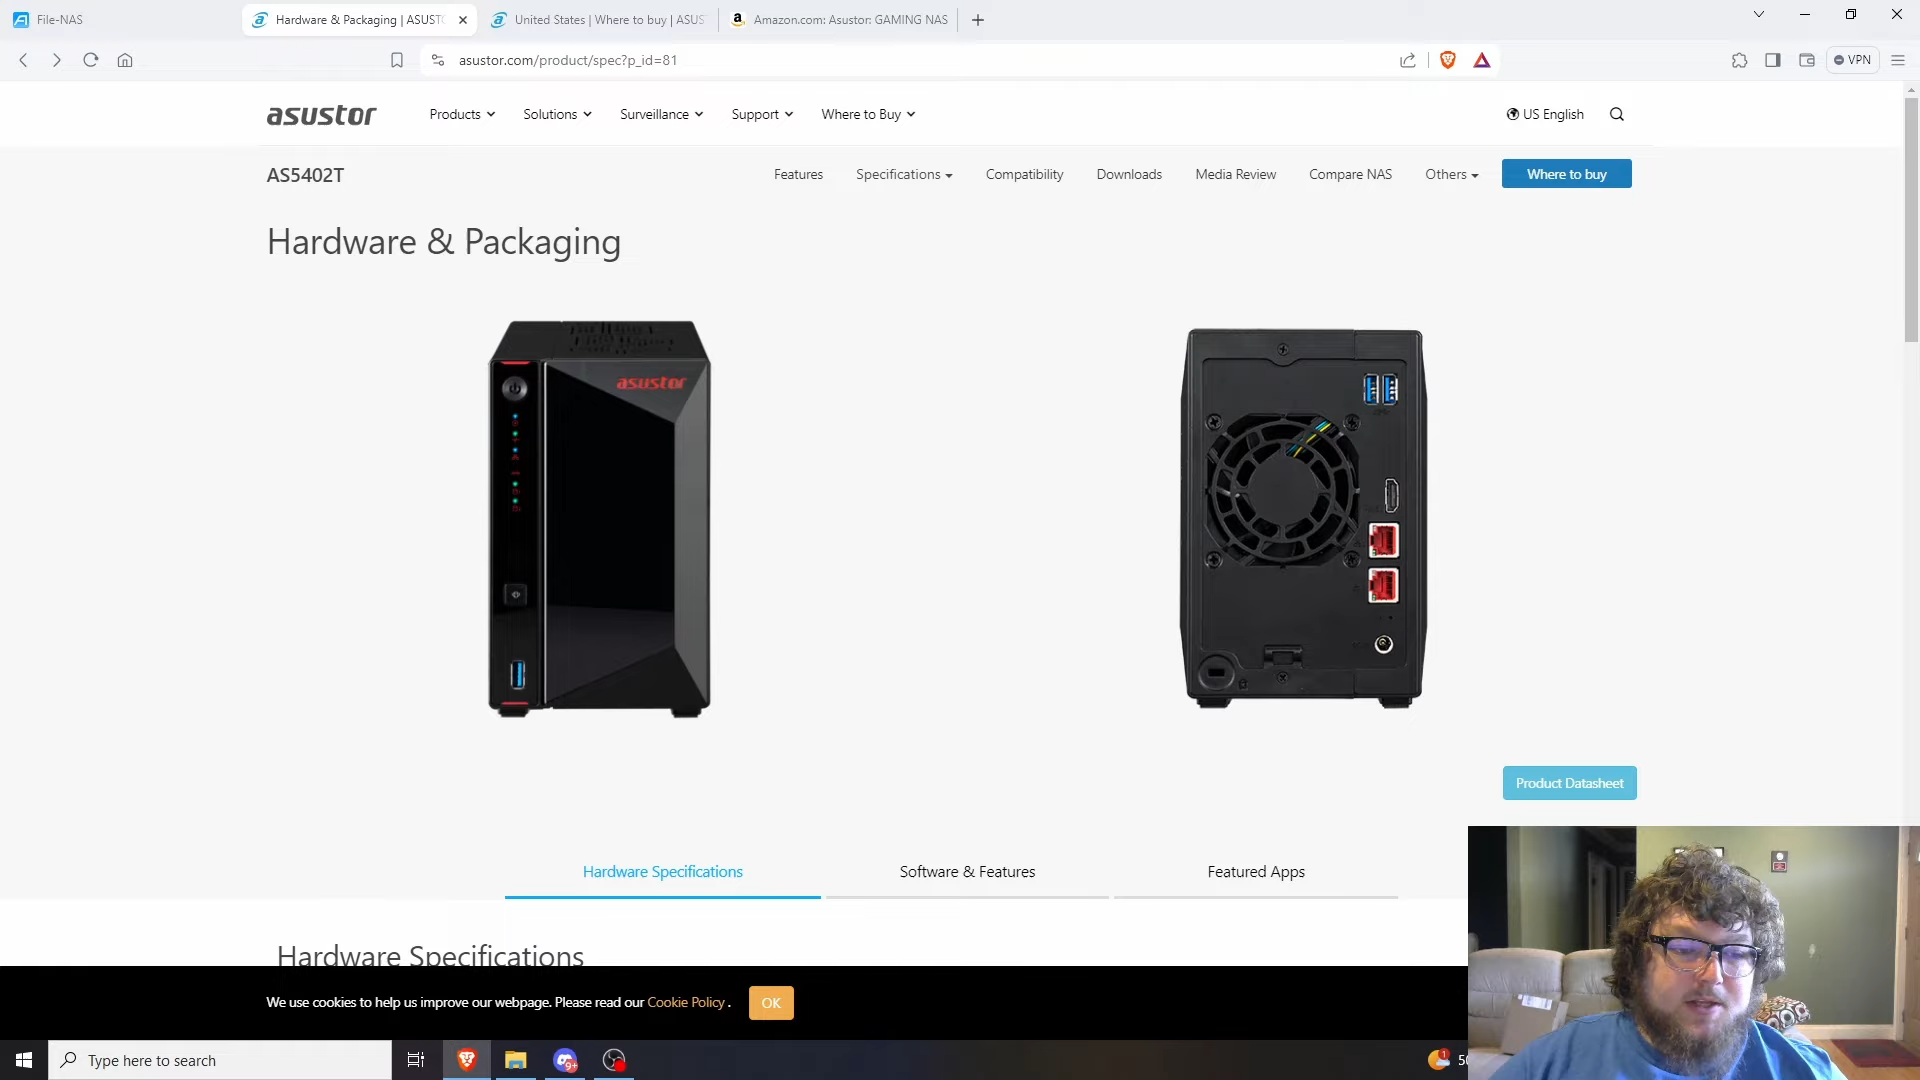 File-NAS
Hardware & Packaging | ASUSTO
United States | Where to buy | ASUS
Amazon.com: Asustor: GAMING NAS
asustor.com/product/spec?p_id=81
VPN
asustor
Products
Solutions
Surveillance
Support
Where to Buy
US English
AS5402T
Features
Specifications
Compatibility
Downloads
Media Review
Compare NAS
Others
Where to buy
Hardware & Packaging
asustor
Product Datasheet
Hardware Specifications
Software & Features
Featured Apps
Hardware Specifications
We use cookies to help us improve our webpage. Please read our Cookie Policy .
OK
Type here to search
9+
1
50